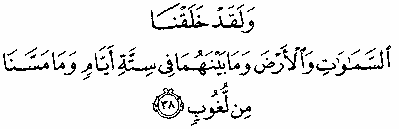 وَلَقَدْ خَلَقْنَا
ٱلسَّمَٰوَٰتِ وَٱلْأَرْضَ وَمَا بَيْنَهُمَا فِى سِتَّةِ أَيَّامٍ وَمَا مَسَّنَا
مِن لُّغُوبٍ ٣٨